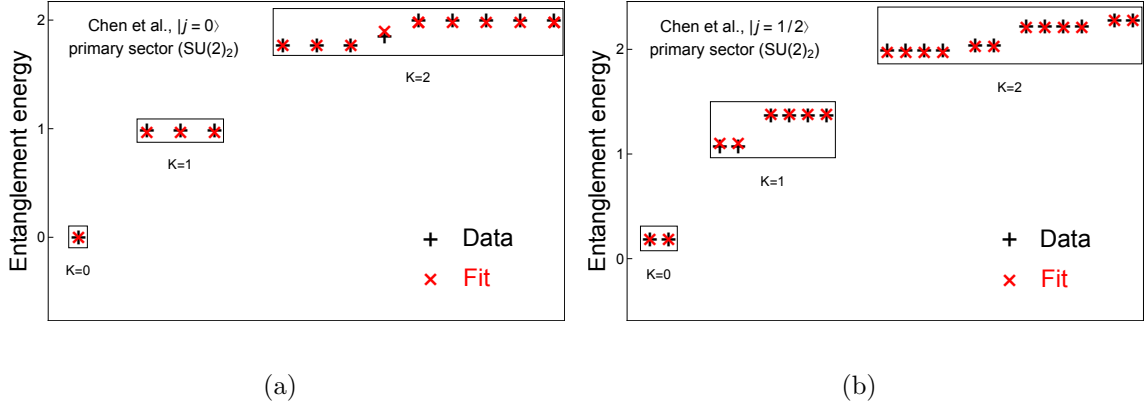 Entanglement energy
2
1
0
Chen et al., |j = 0⟩
primary sector (SU(2)₂)
K=0
K=1
K=2
Data
Fit
(a)
Entanglement energy
2
1
0
Chen et al., |j = 1/2⟩
primary sector (SU(2)₂)
K=0
K=1
K=2
Data
Fit
(b)